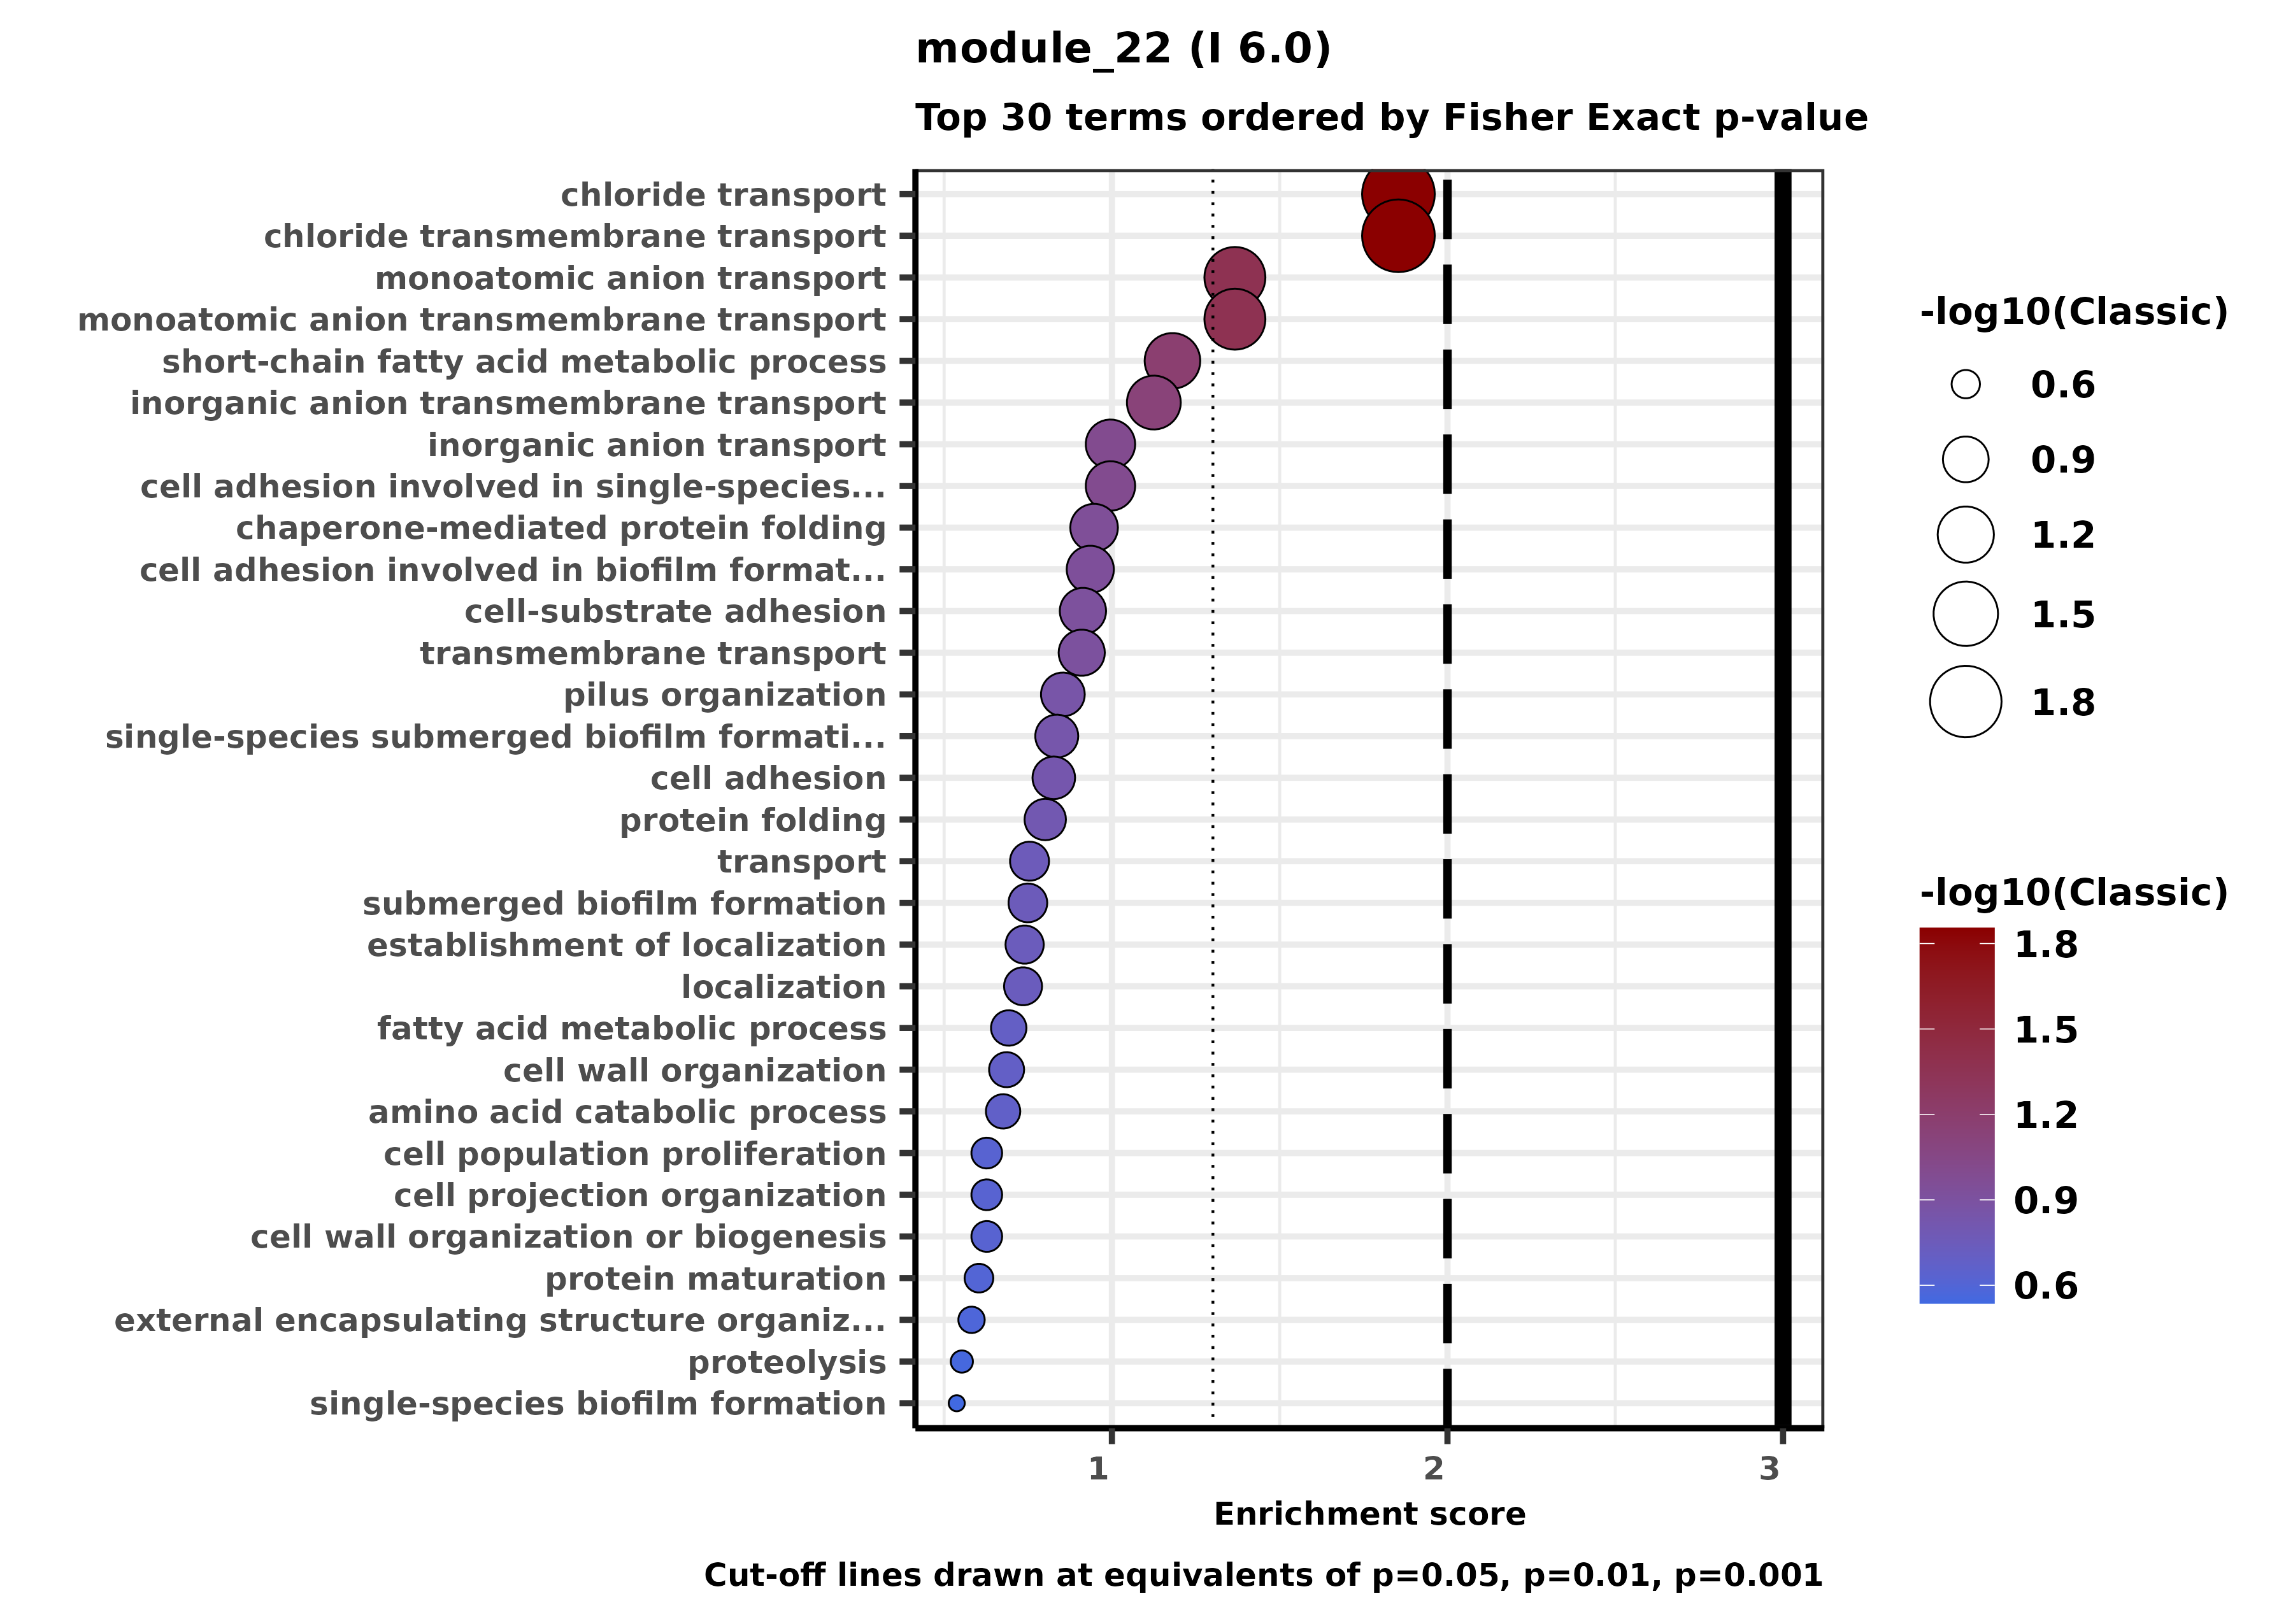 module_22 (I 6.0)
Top 30 terms ordered by Fisher Exact p-value
chloride transport
chloride transmembrane transport
monoatomic anion transport
monoatomic anion transmembrane transport
short-chain fatty acid metabolic process
inorganic anion transmembrane transport
inorganic anion transport
cell adhesion involved in single-species...
chaperone-mediated protein folding
cell adhesion involved in biofilm format...
cell-substrate adhesion
transmembrane transport
pilus organization
single-species submerged biofilm formati...
cell adhesion
protein folding
transport
submerged biofilm formation
establishment of localization
localization
fatty acid metabolic process
cell wall organization
amino acid catabolic process
cell population proliferation
cell projection organization
cell wall organization or biogenesis
protein maturation
external encapsulating structure organiz...
proteolysis
single-species biofilm formation
1 2 3
Enrichment score
Cut-off lines drawn at equivalents of p=0.05, p=0.01, p=0.001
-log10(Classic)
0.6
0.9
1.2
1.5
1.8
-log10(Classic)
1.8
1.5
1.2
0.9
0.6